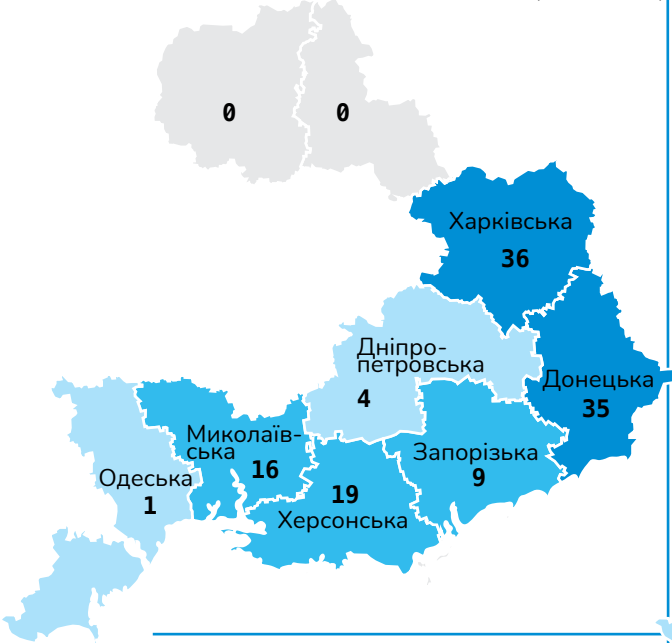 0
0
Харківська
36
Дніпро-
петровська
4
Донецька
35
Миколаїв-
ська
16
Запорізька
9
Одеська
1
19
Херсонська